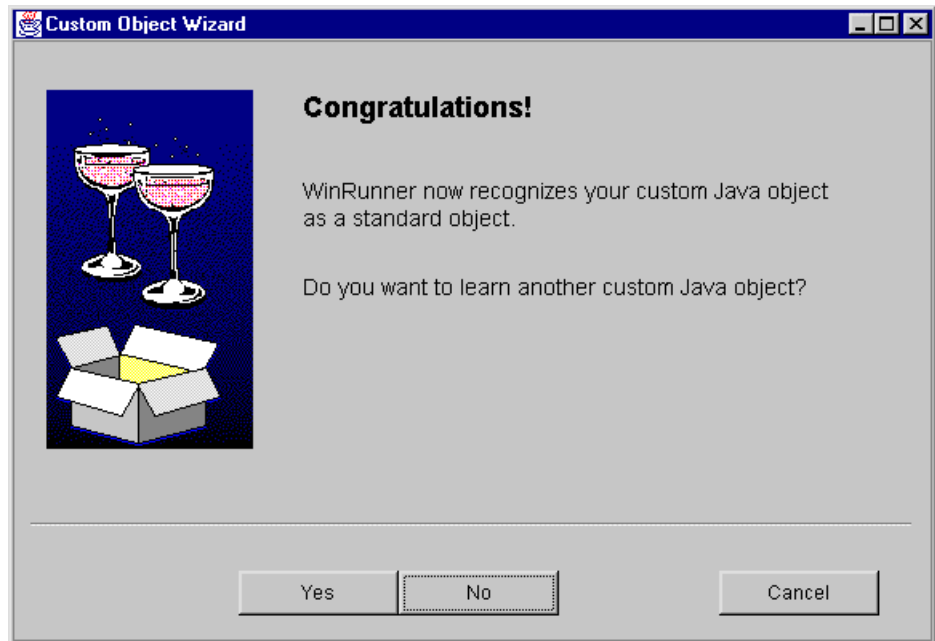 Custom Object Wizard
Congratulations!
WinRunner now recognizes your custom Java object
as a standard object.
Do you want to learn another custom Java object?
Yes No Cancel